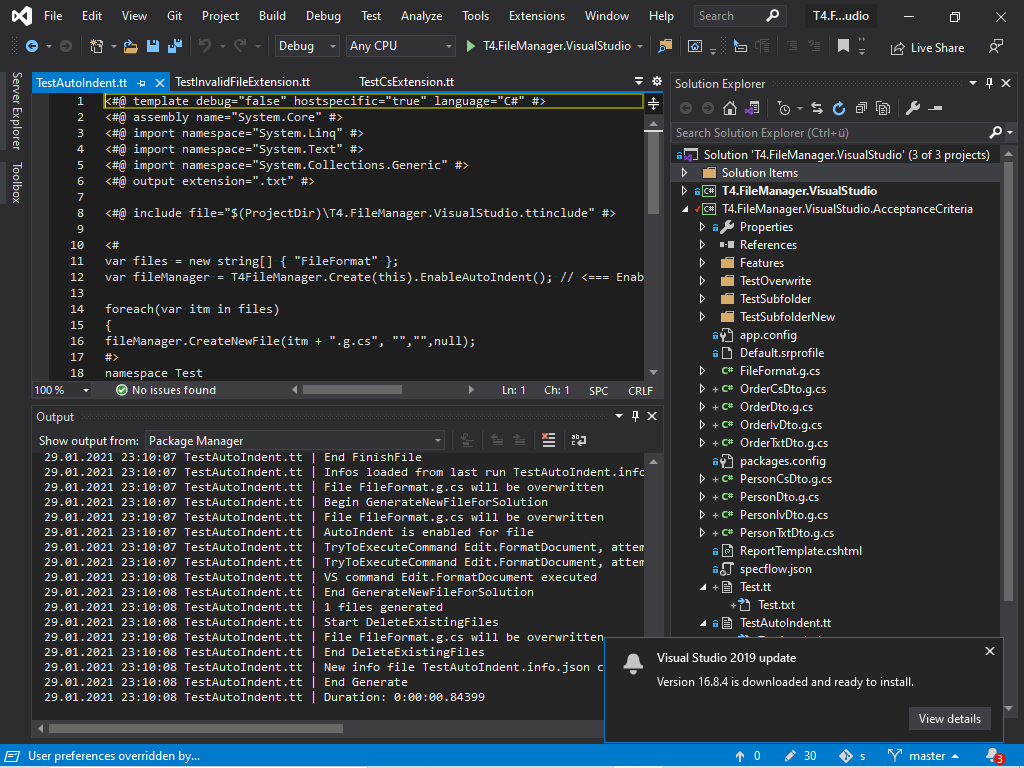 File Edit View Git Project Build Debug Test Analyze Tools Extensions Window Help Search T4.F...udio
Debug Any CPU T4.FileManager.VisualStudio Live Share
Server Explorer
Toolbox
TestAutoIndent.tt TestInvalidFileExtension.tt TestCsExtension.tt
1 <#@ template debug="false" hostspecific="true" language="C#" #>
2 <#@ assembly name="System.Core" #>
3 <#@ import namespace="System.Linq" #>
4 <#@ import namespace="System.Text" #>
5 <#@ import namespace="System.Collections.Generic" #>
6 <#@ output extension=".txt" #>
7
8 <#@ include file="$(ProjectDir)\T4.FileManager.VisualStudio.ttinclude" #>
9
10 <#
11 var files = new string[] { "FileFormat" };
12 var fileManager = T4FileManager.Create(this).EnableAutoIndent(); // <=== Enab
13
14 foreach(var itm in files)
15 {
16 fileManager.CreateNewFile(itm + ".g.cs", "","",null);
17 #>
18 namespace Test
100 % No issues found Ln: 1 Ch: 1 SPC CRLF
Output
Show output from: Package Manager
29.01.2021 23:10:07 TestAutoIndent.tt | End FinishFile
29.01.2021 23:10:07 TestAutoIndent.tt | Infos loaded from last run TestAutoIndent.info
29.01.2021 23:10:07 TestAutoIndent.tt | File FileFormat.g.cs will be overwritten
29.01.2021 23:10:07 TestAutoIndent.tt | Begin GenerateNewFileForSolution
29.01.2021 23:10:07 TestAutoIndent.tt | File FileFormat.g.cs will be overwritten
29.01.2021 23:10:07 TestAutoIndent.tt | AutoIndent is enabled for file
29.01.2021 23:10:07 TestAutoIndent.tt | TryToExecuteCommand Edit.FormatDocument, attem
29.01.2021 23:10:07 TestAutoIndent.tt | TryToExecuteCommand Edit.FormatDocument, attem
29.01.2021 23:10:08 TestAutoIndent.tt | VS command Edit.FormatDocument executed
29.01.2021 23:10:08 TestAutoIndent.tt | End GenerateNewFileForSolution
29.01.2021 23:10:08 TestAutoIndent.tt | 1 files generated
29.01.2021 23:10:08 TestAutoIndent.tt | Start DeleteExistingFiles
29.01.2021 23:10:08 TestAutoIndent.tt | File FileFormat.g.cs will be overwritten
29.01.2021 23:10:08 TestAutoIndent.tt | End DeleteExistingFiles
29.01.2021 23:10:08 TestAutoIndent.tt | New info file TestAutoIndent.info.json c
29.01.2021 23:10:08 TestAutoIndent.tt | End Generate
29.01.2021 23:10:08 TestAutoIndent.tt | Duration: 0:00:00.84399
Solution Explorer
Search Solution Explorer (Ctrl+ü)
Solution 'T4.FileManager.VisualStudio' (3 of 3 projects)
Solution Items
C# T4.FileManager.VisualStudio
C# T4.FileManager.VisualStudio.AcceptanceCriteria
Properties
References
Features
TestOverwrite
TestSubfolder
TestSubfolderNew
app.config
Default.srprofile
C# FileFormat.g.cs
+ C# OrderCsDto.g.cs
+ C# OrderDto.g.cs
+ C# OrderIvDto.g.cs
+ C# OrderTxtDto.g.cs
packages.config
+ C# PersonCsDto.g.cs
+ C# PersonDto.g.cs
+ C# PersonIvDto.g.cs
+ C# PersonTxtDto.g.cs
ReportTemplate.cshtml
specflow.json
+ Test.tt
+ Test.txt
TestAutoIndent.tt
Visual Studio 2019 update
Version 16.8.4 is downloaded and ready to install.
View details
User preferences overridden by... 0 30 s master 3